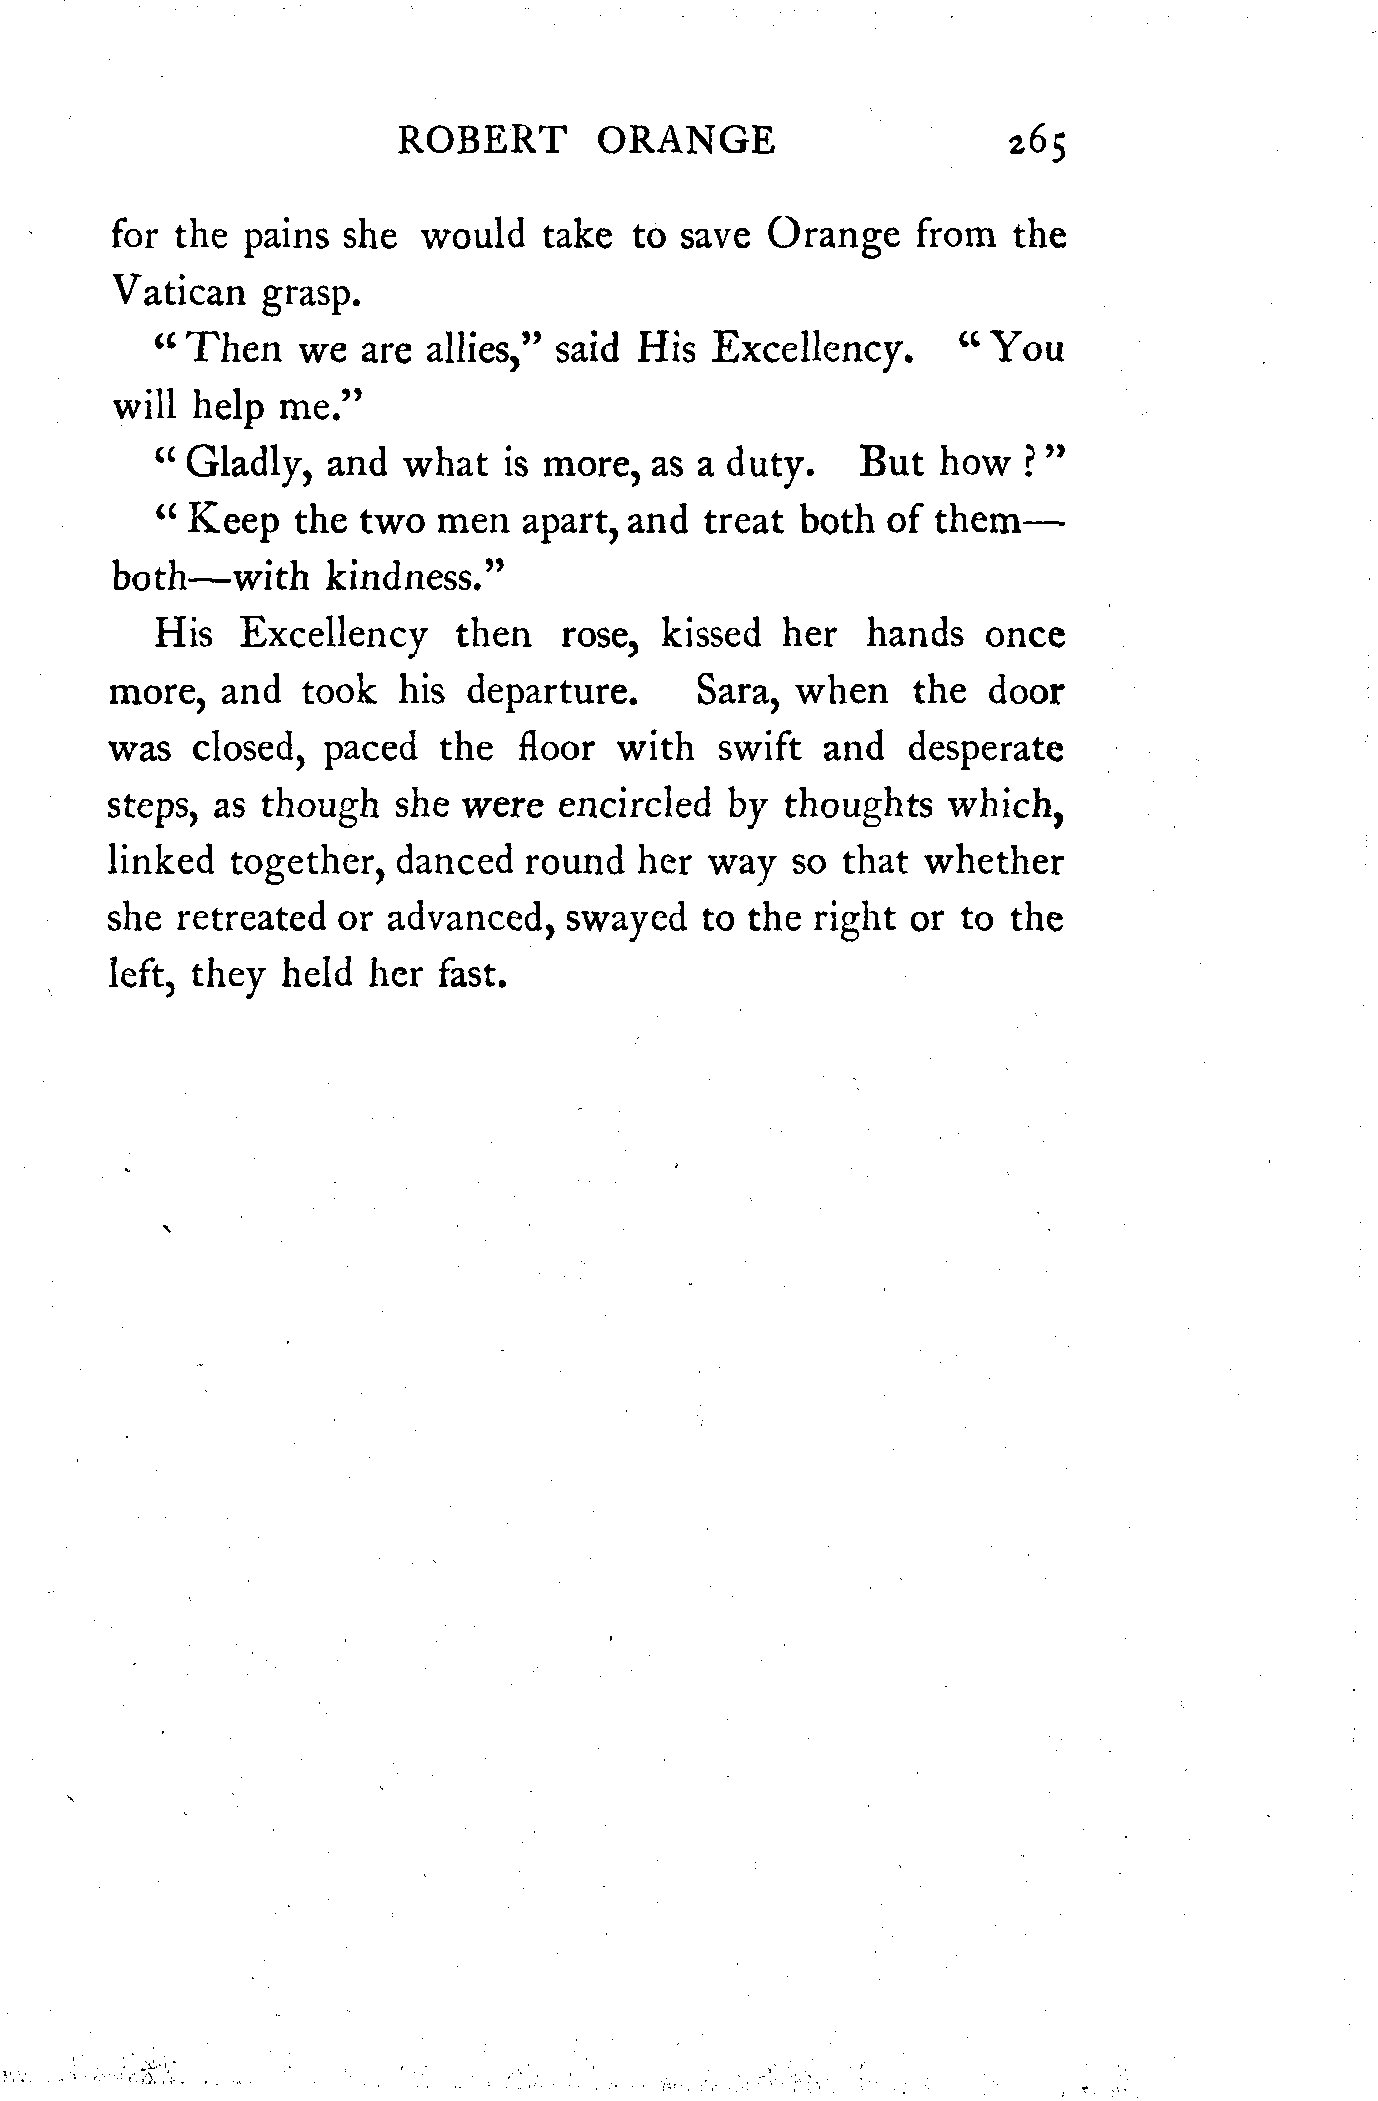 ROBERT ORANGE 265
for the pains she would take to save Orange from the
Vatican grasp.
“Then we are allies,” said His Excellency. “You
will help me.”
“Gladly, and what is more, as a duty. But how?”
“Keep the two men apart, and treat both of them—
both—with kindness.”
His Excellency then rose, kissed her hands once
more, and took his departure. Sara, when the door
was closed, paced the floor with swift and desperate
steps, as though she were encircled by thoughts which,
linked together, danced round her way so that whether
she retreated or advanced, swayed to the right or to the
left, they held her fast.